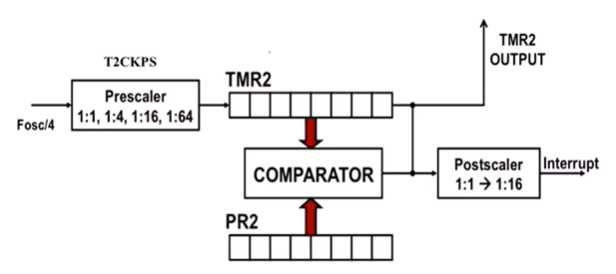 TMR2
OUTPUT
T2CKPS
TMR2
Prescaler
1:1, 1:4, 1:16, 1:64
Fosc/4
COMPARATOR
Postscaler
1:1 → 1:16
Interrupt
PR2